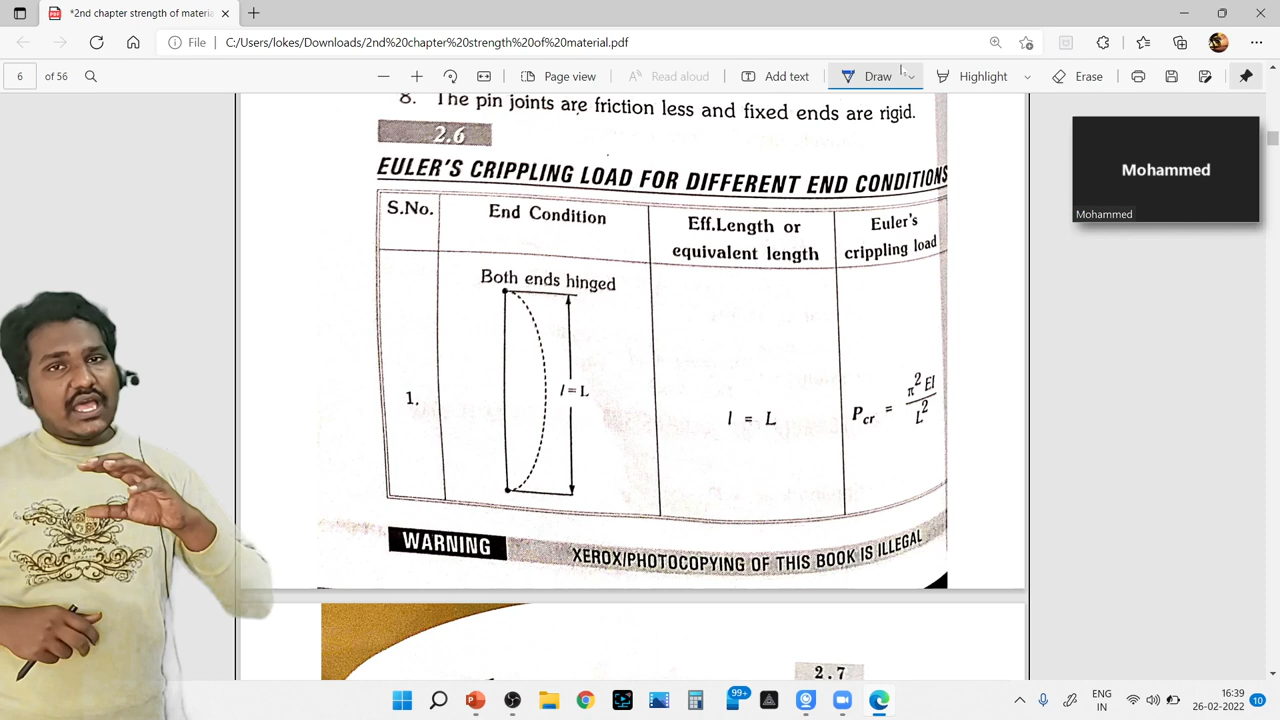 *2nd chapter strength of materia
File
C:/Users/lokes/Downloads/2nd%20chapter%20strength%20of%20material.pdf
6 of 56
Page view
Read aloud
Add text
Draw
Highlight
Erase
8. The pin joints are friction less and fixed ends are rigid.
2.6
EULER'S CRIPPLING LOAD FOR DIFFERENT END CONDITIONS
S.No.
End Condition
Eff.Length or
equivalent length
Euler's
crippling load
1.
Both ends hinged
l = L
l = L
Pcr = π² EI / L²
WARNING
XEROX/PHOTOCOPYING OF THIS BOOK IS ILLEGAL
2.7
Mohammed
Mohammed
99+
ENG
IN
16:39
26-02-2022
10